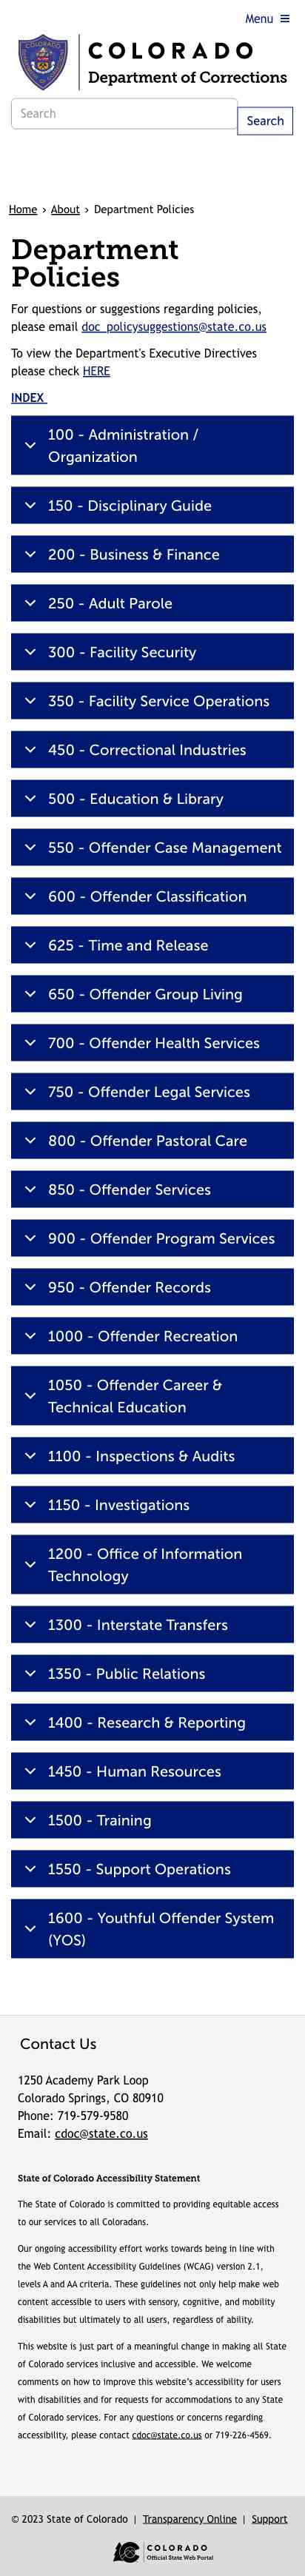 Menu ≡
COLORADO
Department of Corrections
Search
Search
Home › About › Department Policies
Department
Policies
For questions or suggestions regarding policies,
please email doc_policysuggestions@state.co.us
To view the Department's Executive Directives
please check HERE
INDEX
100 - Administration /
Organization
150 - Disciplinary Guide
200 - Business & Finance
250 - Adult Parole
300 - Facility Security
350 - Facility Service Operations
450 - Correctional Industries
500 - Education & Library
550 - Offender Case Management
600 - Offender Classification
625 - Time and Release
650 - Offender Group Living
700 - Offender Health Services
750 - Offender Legal Services
800 - Offender Pastoral Care
850 - Offender Services
900 - Offender Program Services
950 - Offender Records
1000 - Offender Recreation
1050 - Offender Career &
Technical Education
1100 - Inspections & Audits
1150 - Investigations
1200 - Office of Information
Technology
1300 - Interstate Transfers
1350 - Public Relations
1400 - Research & Reporting
1450 - Human Resources
1500 - Training
1550 - Support Operations
1600 - Youthful Offender System
(YOS)
Contact Us
1250 Academy Park Loop
Colorado Springs, CO 80910
Phone: 719-579-9580
Email: cdoc@state.co.us
State of Colorado Accessibility Statement
The State of Colorado is committed to providing equitable access
to our services to all Coloradans.
Our ongoing accessibility effort works towards being in line with
the Web Content Accessibility Guidelines (WCAG) version 2.1,
levels A and AA criteria. These guidelines not only help make web
content accessible to users with sensory, cognitive, and mobility
disabilities but ultimately to all users, regardless of ability.
This website is just part of a meaningful change in making all State
of Colorado services inclusive and accessible. We welcome
comments on how to improve this website's accessibility for users
with disabilities and for requests for accommodations to any State
of Colorado services. For any questions or concerns regarding
accessibility, please contact cdoc@state.co.us or 719-226-4569.
© 2023 State of Colorado | Transparency Online | Support
COLORADO
Official State Web Portal